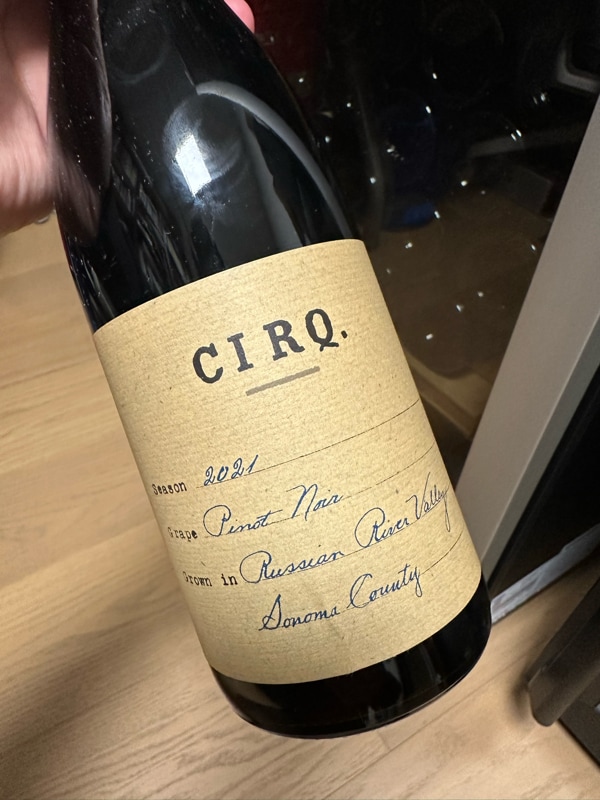 CIRQ.
Season 2021
Grape Pinot Noir
Grown in Russian River Valley
Sonoma County